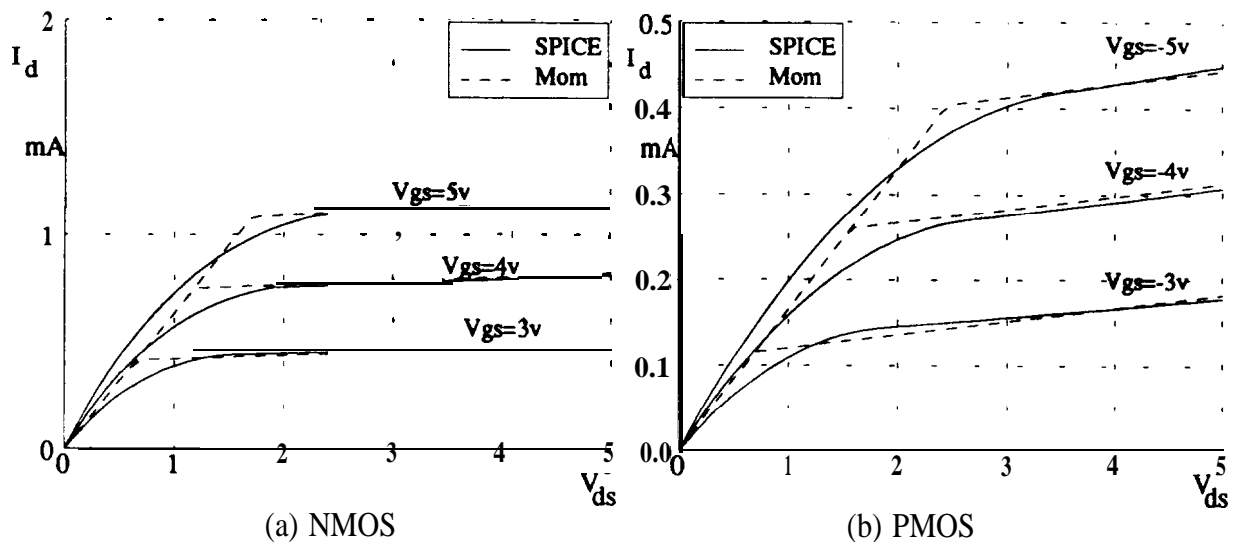 2
I d
mA
1
0
SPICE
Mom
Vgs=5v
Vgs=4v
Vgs=3v
0 1 2 3 4 5
V ds
(a) NMOS
0.5
I d
0.4
mA
0.3
0.2
0.1
0.0
SPICE
Mom
Vgs=-5v
Vgs=-4v
Vgs=-3v
0 1 2 3 4 5
V ds
(b) PMOS